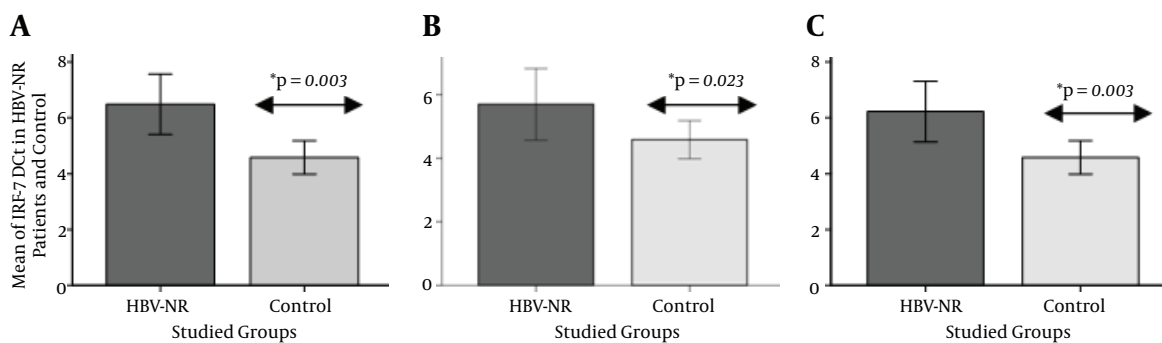 A
Mean of IRF-7 DCt in HBV-NR
Patients and Control
8
6
4
2
0
*p = 0.003
HBV-NR
Control
Studied Groups
B
6
4
2
0
*p = 0.023
HBV-NR
Control
Studied Groups
C
8
6
4
2
0
*p = 0.003
HBV-NR
Control
Studied Groups